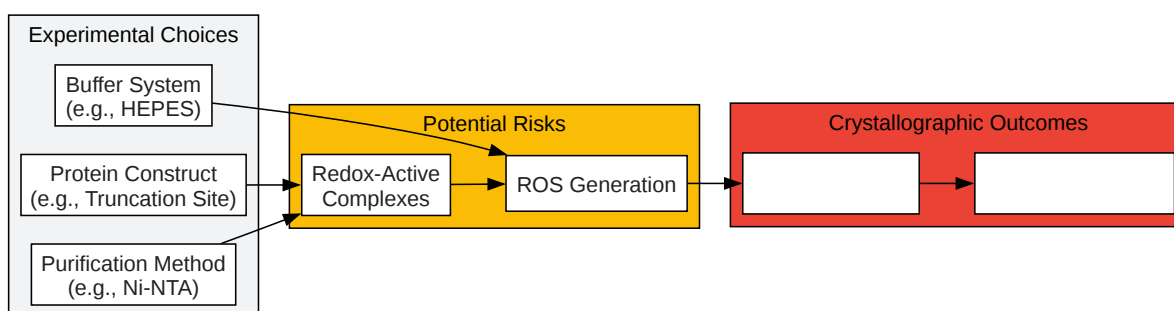 Experimental Choices
Buffer System
(e.g., HEPES)
Protein Construct
(e.g., Truncation Site)
Purification Method
(e.g., Ni-NTA)
Potential Risks
Redox-Active
Complexes
ROS Generation
Crystallographic Outcomes